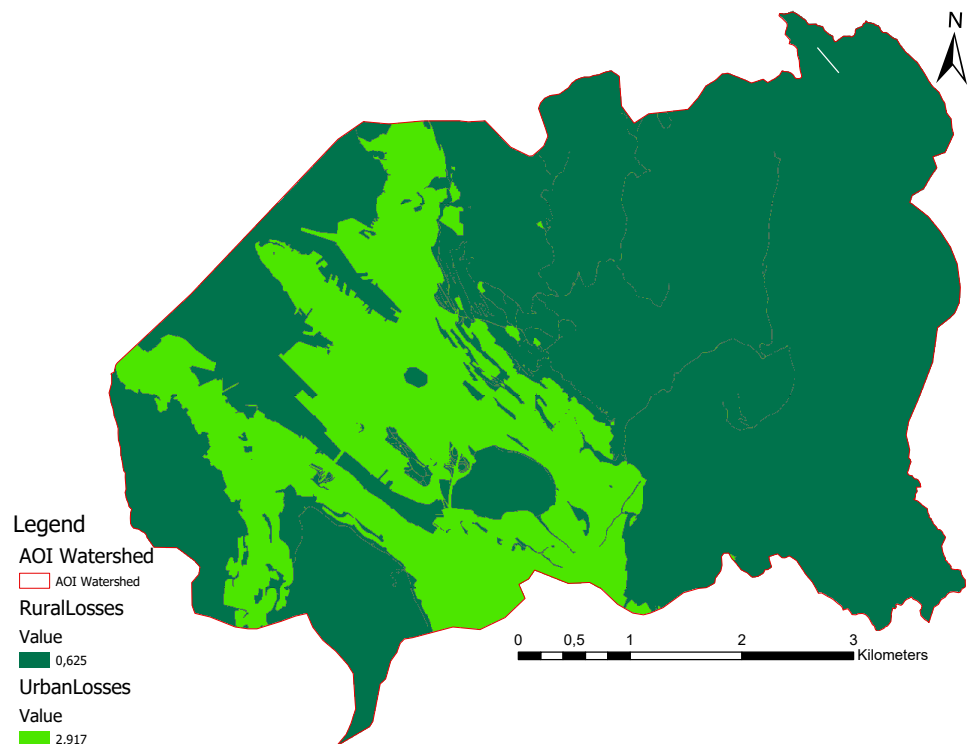 N
Legend
AOI Watershed
AOI Watershed
RuralLosses
Value
0,625
UrbanLosses
Value
2,917
0 0,5 1 2 3
Kilometers